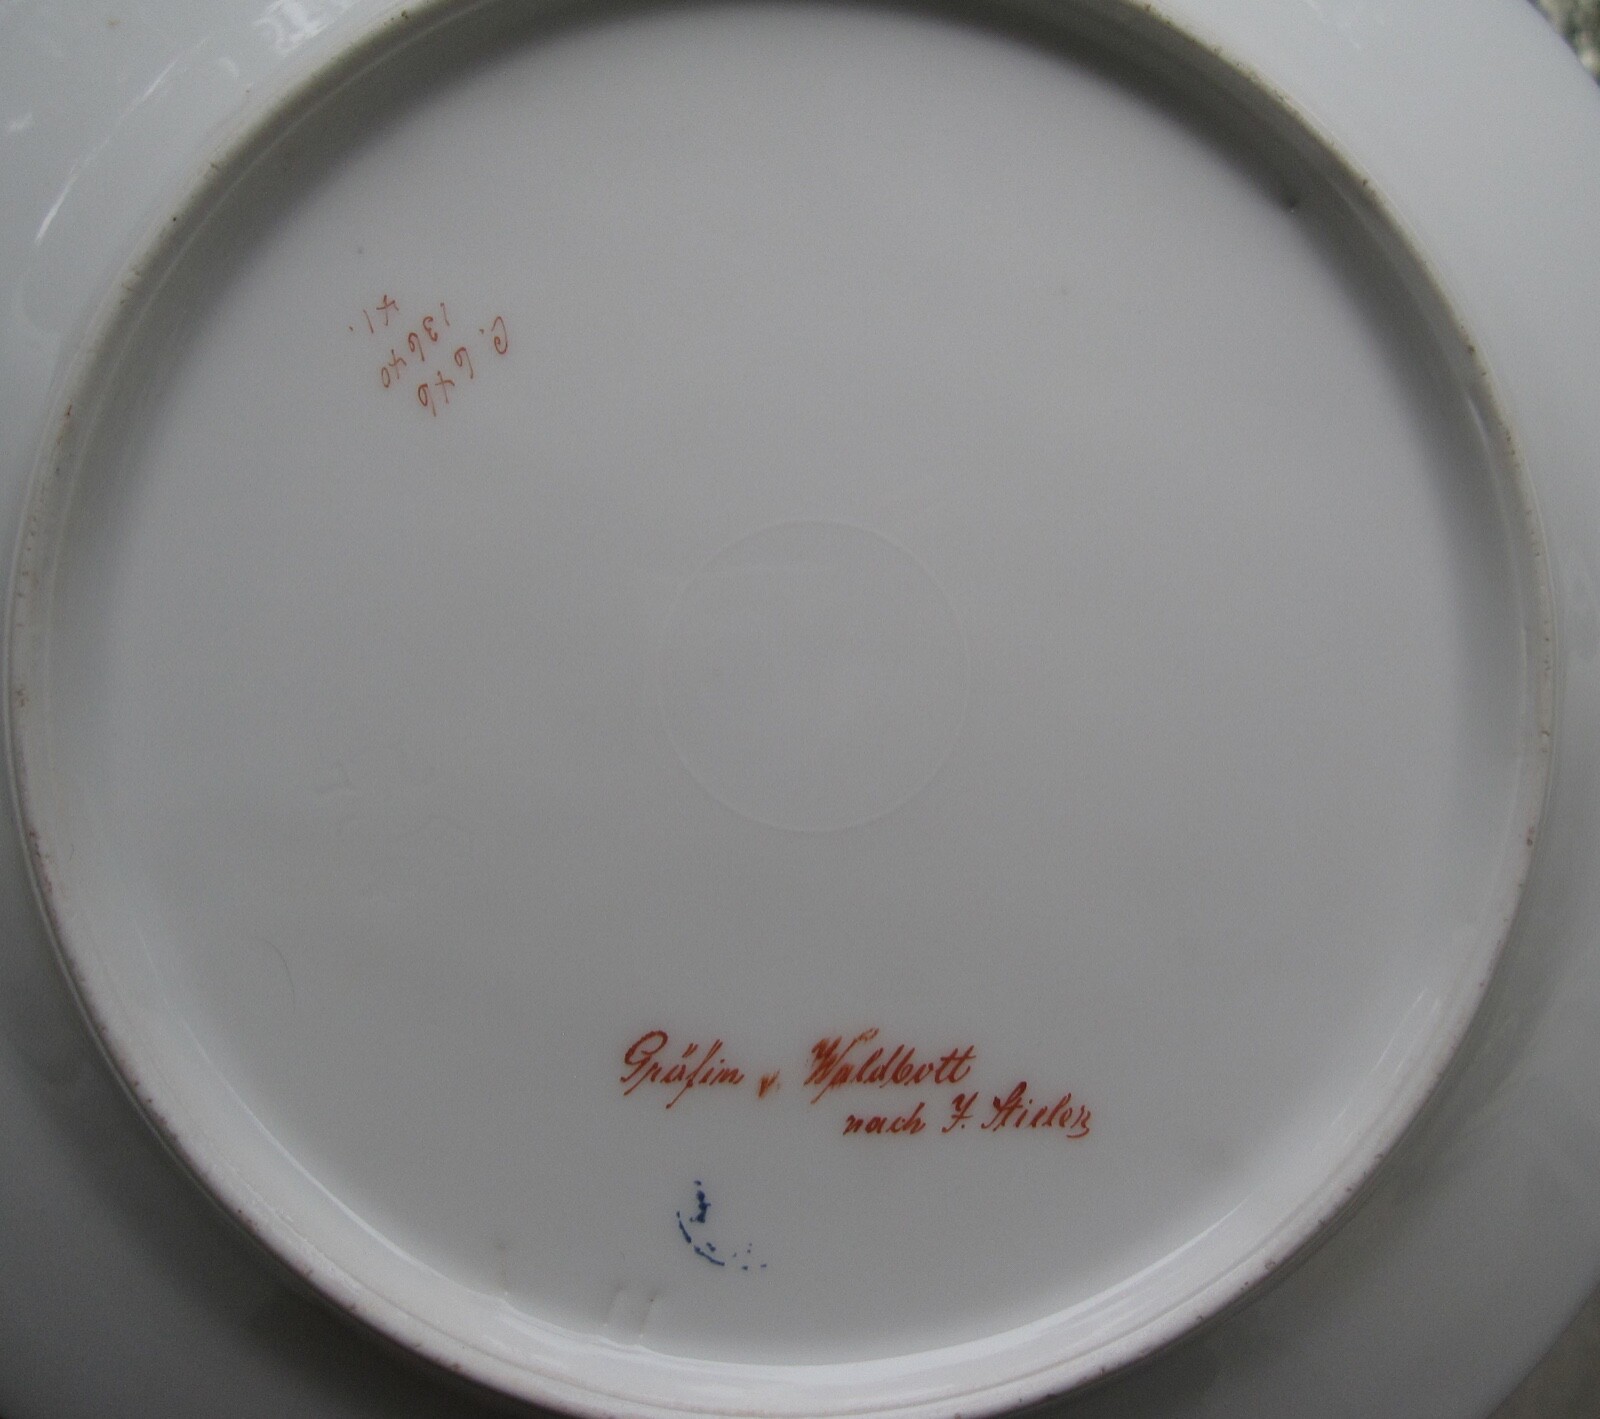 C. 646
13640
41.
Gräfin v. Waldbott
nach J. Stieler